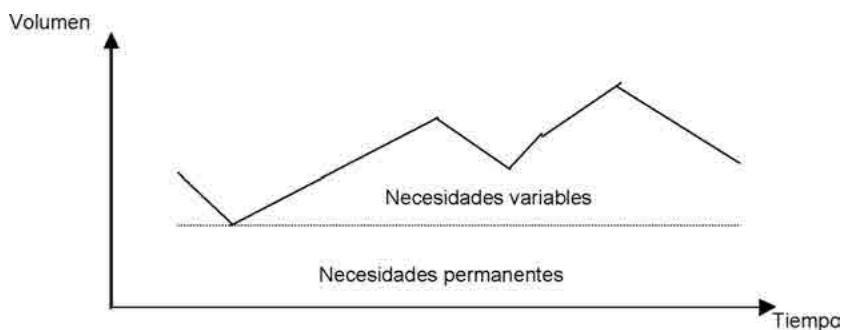 Volumen
Necesidades variables
Necesidades permanentes
Tiempo